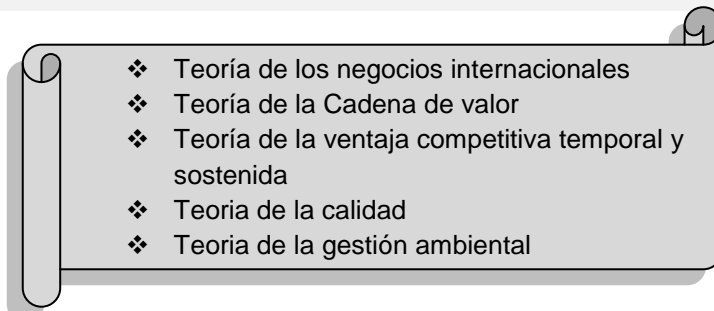 ❖ Teoría de los negocios internacionales
❖ Teoría de la Cadena de valor
❖ Teoría de la ventaja competitiva temporal y
sostenida
❖ Teoria de la calidad
❖ Teoria de la gestión ambiental